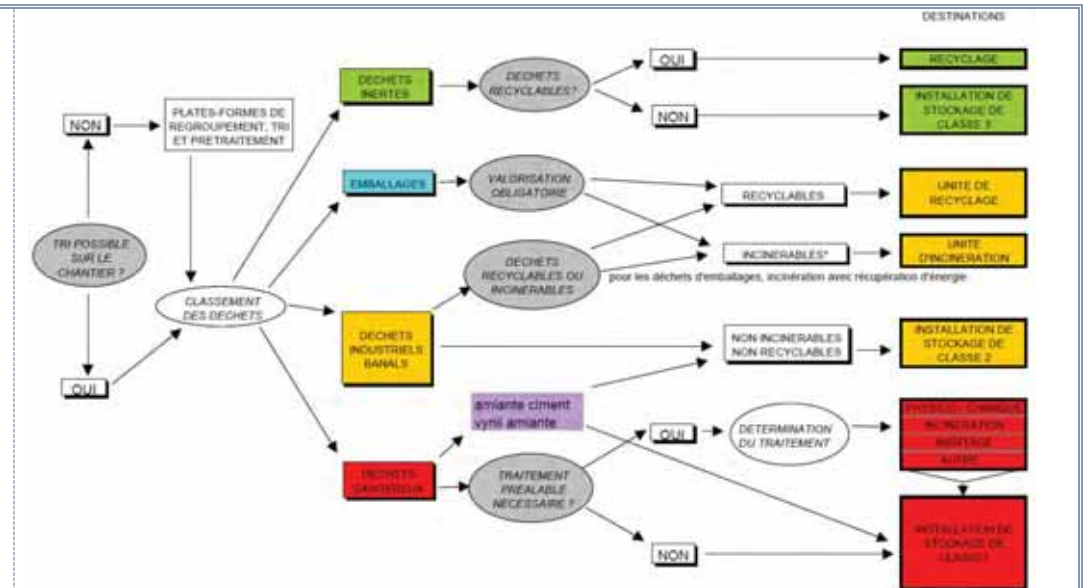 DESTINATIONS
NON
PLATES-FORMES DE
REGROUPEMENT, TRI
ET PRETRAITEMENT
TRI POSSIBLE
SUR LE
CHANTIER ?
OUI
CLASSEMENT
DES DECHETS
DECHETS
INERTES
DECHETS
RECYCLABLES?
OUI
RECYCLAGE
NON
INSTALLATION DE
STOCKAGE DE
CLASSE 3
EMBALLAGES
VALORISATION
OBLIGATOIRE
RECYCLABLES
UNITE DE
RECYCLAGE
DECHETS
RECYCLABLES OU
INCINERABLES
INCINERABLES*
UNITE
D'INCINERATION
pour les déchets d'emballages, incinération avec récupération d'énergie
DECHETS
INDUSTRIELS
BANALS
NON INCINERABLES
NON RECYCLABLES
INSTALLATION DE
STOCKAGE DE
CLASSE 2
amiante ciment
vynil amiante
DECHETS
DANGEREUX
TRAITEMENT
PREALABLE
NECESSAIRE ?
OUI
DETERMINATION
DU TRAITEMENT
PHYSICO - CHIMIQUE
INCINERATION
INERTAGE
AUTRE
NON
INSTALLATION DE
STOCKAGE DE
CLASSE 1